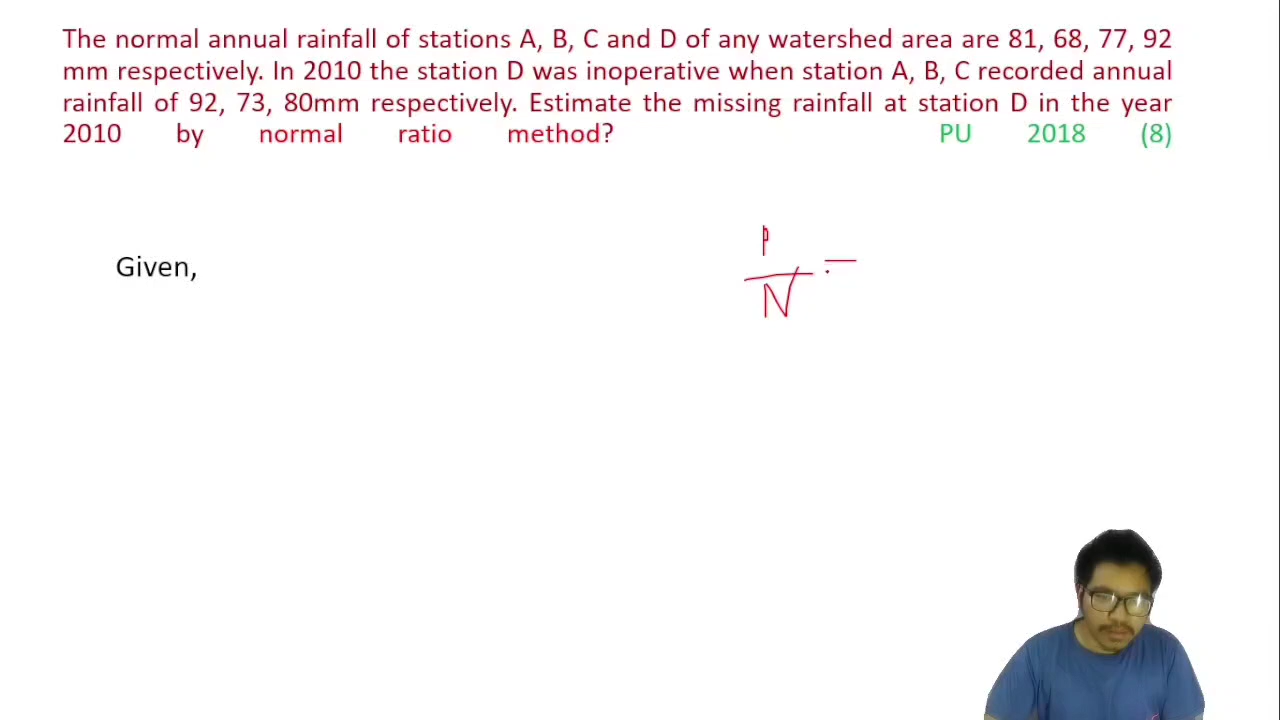 The normal annual rainfall of stations A, B, C and D of any watershed area are 81, 68, 77, 92
mm respectively. In 2010 the station D was inoperative when station A, B, C recorded annual
rainfall of 92, 73, 80mm respectively. Estimate the missing rainfall at station D in the year
2010 by normal ratio method? PU 2018 (8)
P
Given,
=
N